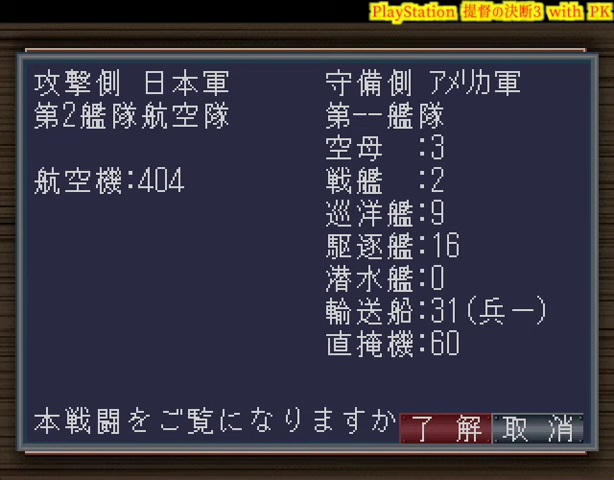 PlayStation 提督の決断3 with PK
攻撃側 日本軍
第2艦隊航空隊
航空機:404
守備側 アメリカ軍
第--艦隊
空母 :3
戦艦 :2
巡洋艦:9
駆逐艦:16
潜水艦:0
輸送船:31(兵ー)
直掩機:60
本戦闘をご覧になりますか
了解
取消